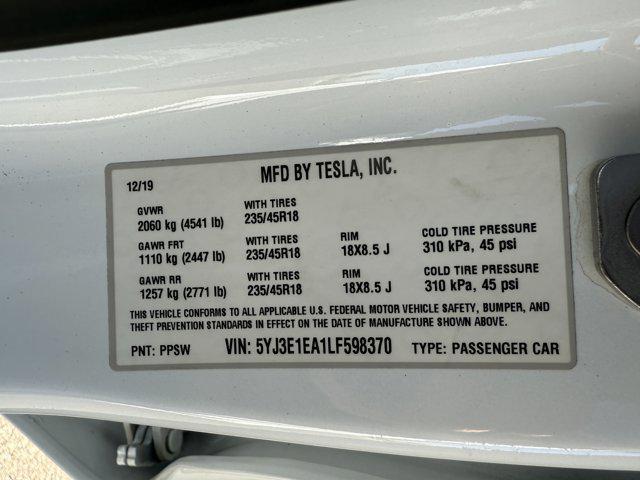 MFD BY TESLA, INC.
12/19
GVWR WITH TIRES
2060 kg (4541 lb) 235/45R18
GAWR FRT WITH TIRES RIM COLD TIRE PRESSURE
1110 kg (2447 lb) 235/45R18 18X8.5 J 310 kPa, 45 psi
GAWR RR WITH TIRES RIM COLD TIRE PRESSURE
1257 kg (2771 lb) 235/45R18 18X8.5 J 310 kPa, 45 psi
THIS VEHICLE CONFORMS TO ALL APPLICABLE U.S. FEDERAL MOTOR VEHICLE SAFETY, BUMPER, AND
THEFT PREVENTION STANDARDS IN EFFECT ON THE DATE OF MANUFACTURE SHOWN ABOVE.
PNT: PPSW VIN: 5YJ3E1EA1LF598370 TYPE: PASSENGER CAR